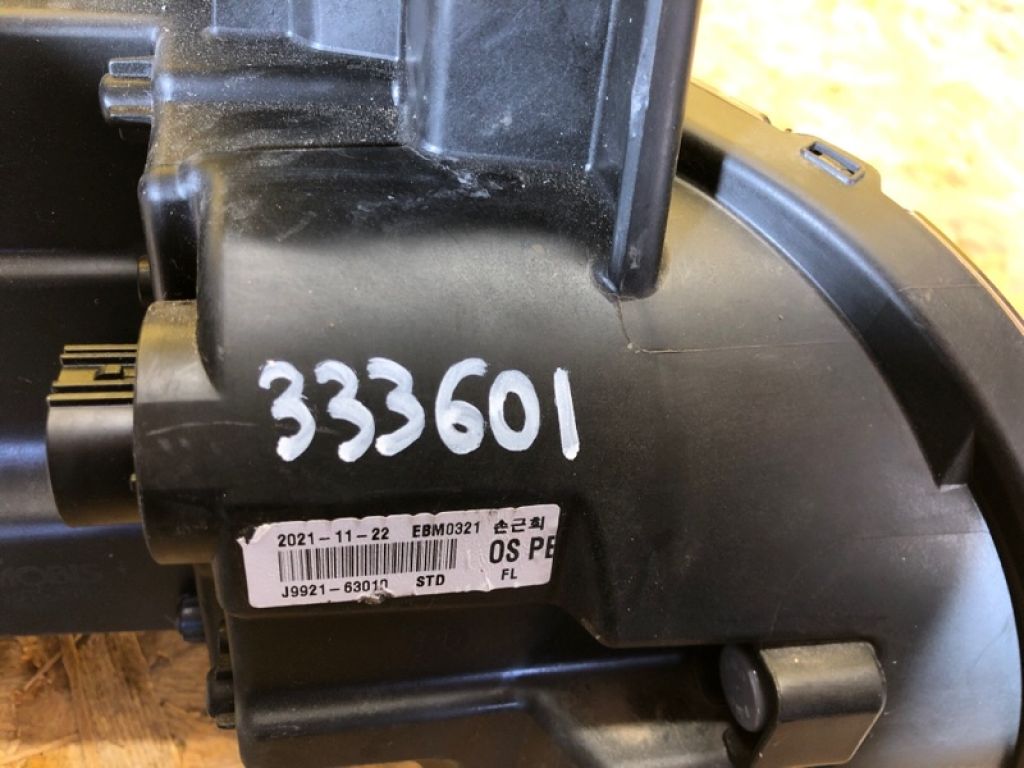 333601
2021-11-22 EBM0321 손근희
OS PE
J9921-63010 STD FL